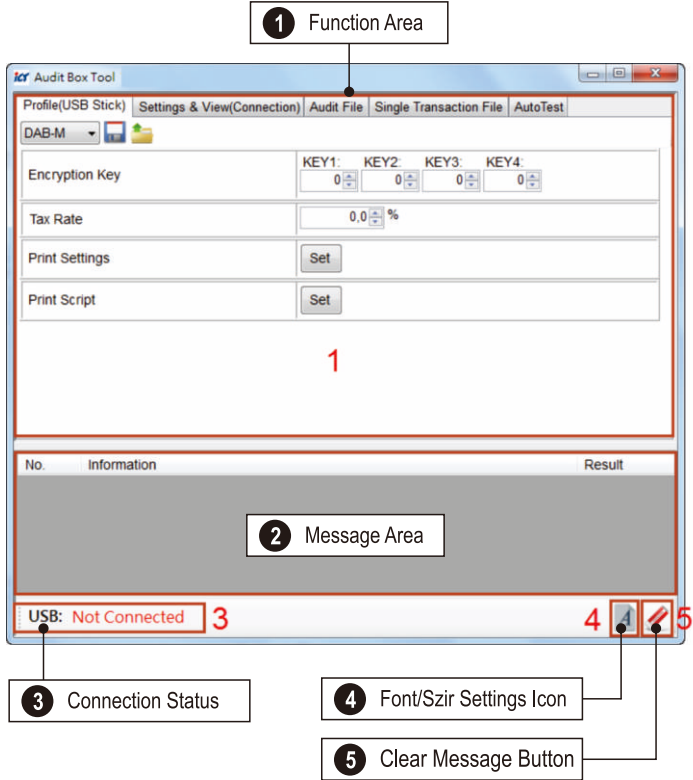 1 Function Area
ict Audit Box Tool
Profile(USB Stick) Settings & View(Connection) Audit File Single Transaction File AutoTest
DAB-M
KEY1: KEY2: KEY3: KEY4:
Encryption Key 0 0 0 0
Tax Rate 0,0 %
Print Settings Set
Print Script Set
1
No. Information Result
2 Message Area
USB: Not Connected 3 4 A 5
3 Connection Status
4 Font/Szir Settings Icon
5 Clear Message Button